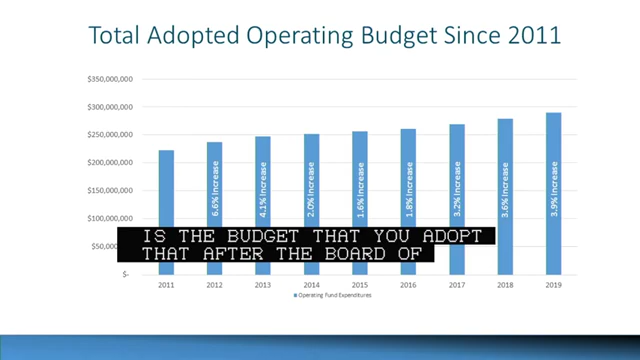 Total Adopted Operating Budget Since 2011
$350,000,000
$300,000,000
$250,000,000
$200,000,000
$150,000,000
$100,000,000
$50,000
$-
6.6% Increase
4.1% Increase
2.0% Increase
1.6% Increase
1.8% Increase
3.2% Increase
3.6% Increase
3.9% Increase
IS THE BUDGET THAT YOU ADOPT
THAT AFTER THE BOARD OF
2011 2012 2013 2014 2015 2016 2017 2018 2019
Operating Fund Expenditures